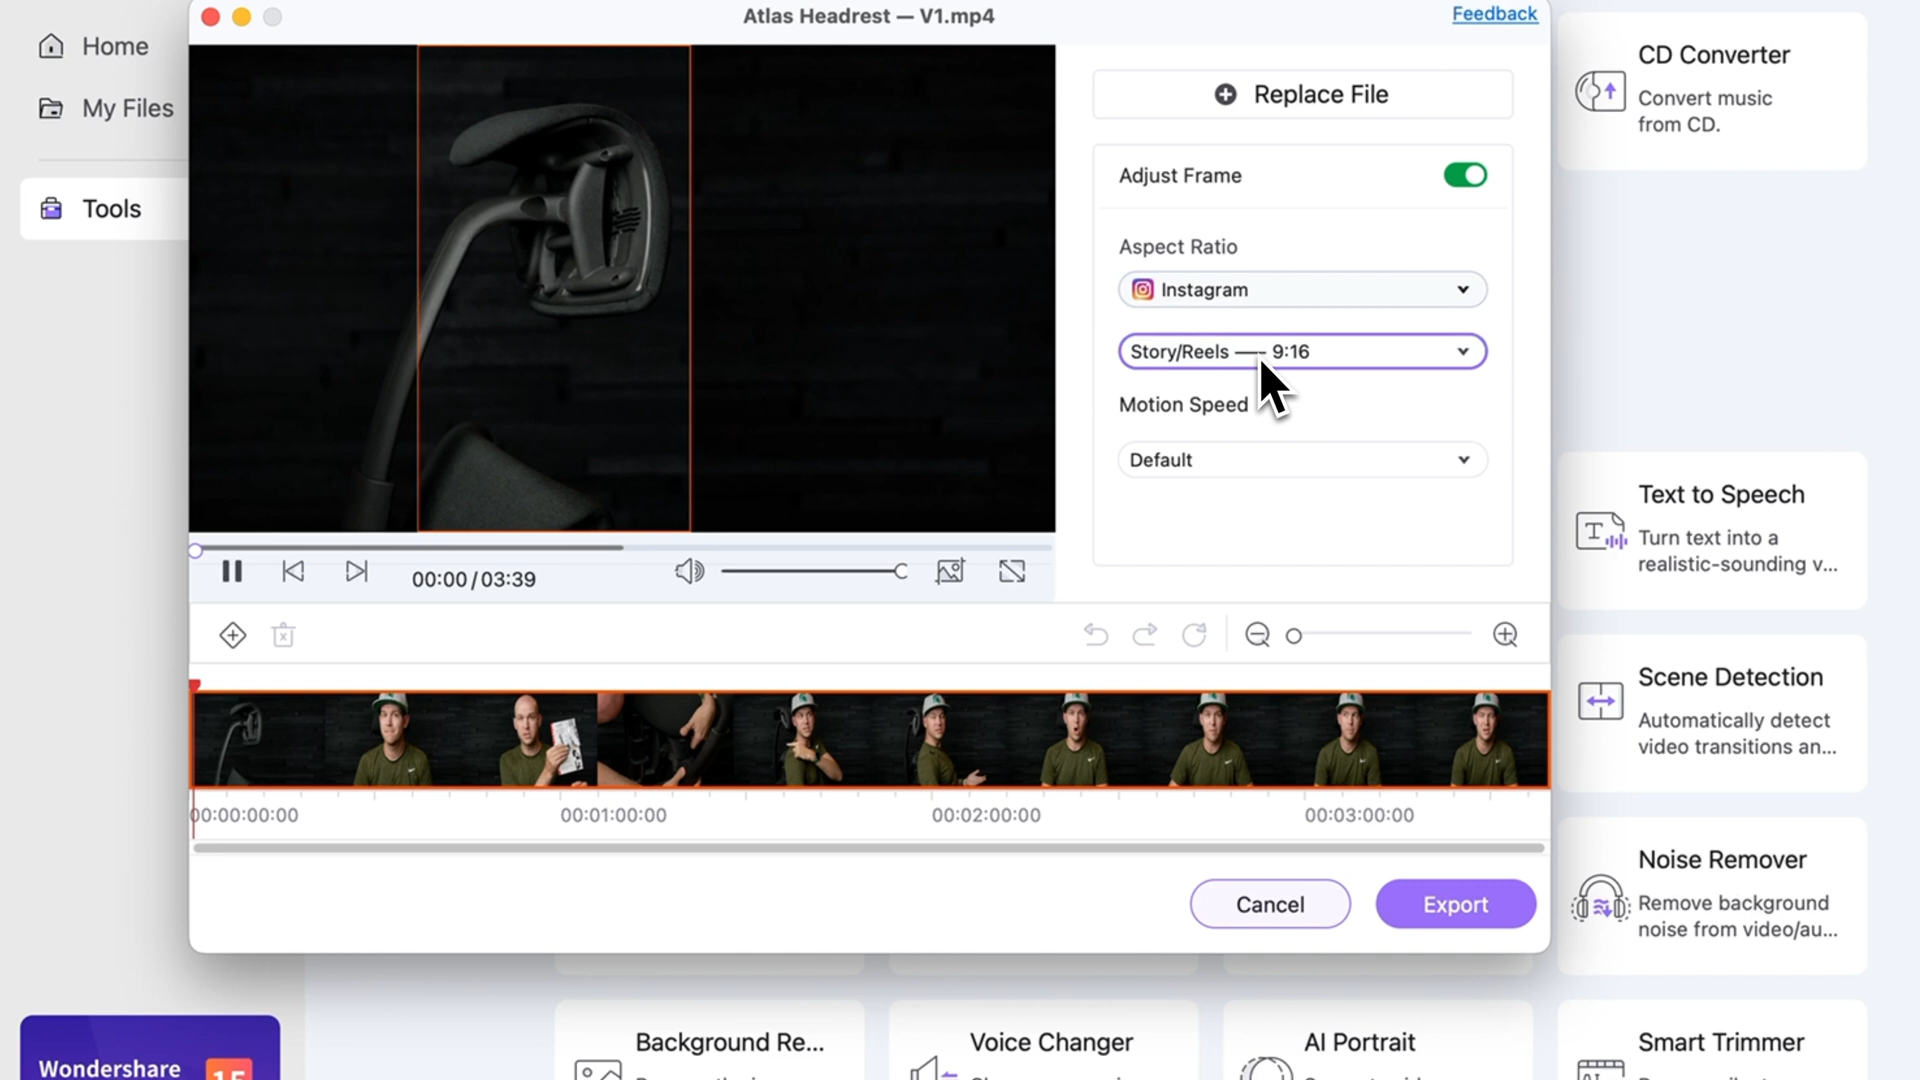 Home
My Files
Tools
Atlas Headrest — V1.mp4
Feedback
Replace File
Adjust Frame
Aspect Ratio
Instagram
Story/Reels —– 9:16
Motion Speed
Default
00:00/03:39
00:00:00:00
00:01:00:00
00:02:00:00
00:03:00:00
Cancel
Export
CD Converter
Convert music
from CD.
Text to Speech
Turn text into a
realistic-sounding v...
Scene Detection
Automatically detect
video transitions an...
Noise Remover
Remove background
noise from video/au...
Background Re...
Voice Changer
AI Portrait
Smart Trimmer
Wondershare
15